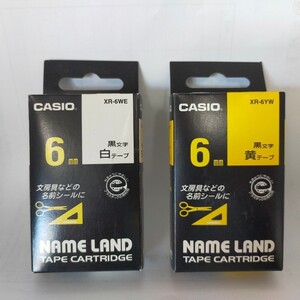 XR-6WE
CASIO
6mm
黒文字
白テープ
文房具などの
名前シールに
NAME LAND
TAPE CARTRIDGE
XR-6YW
CASIO
6mm
黒文字
黄テープ
文房具などの
名前シールに
NAME LAND
TAPE CARTRIDGE